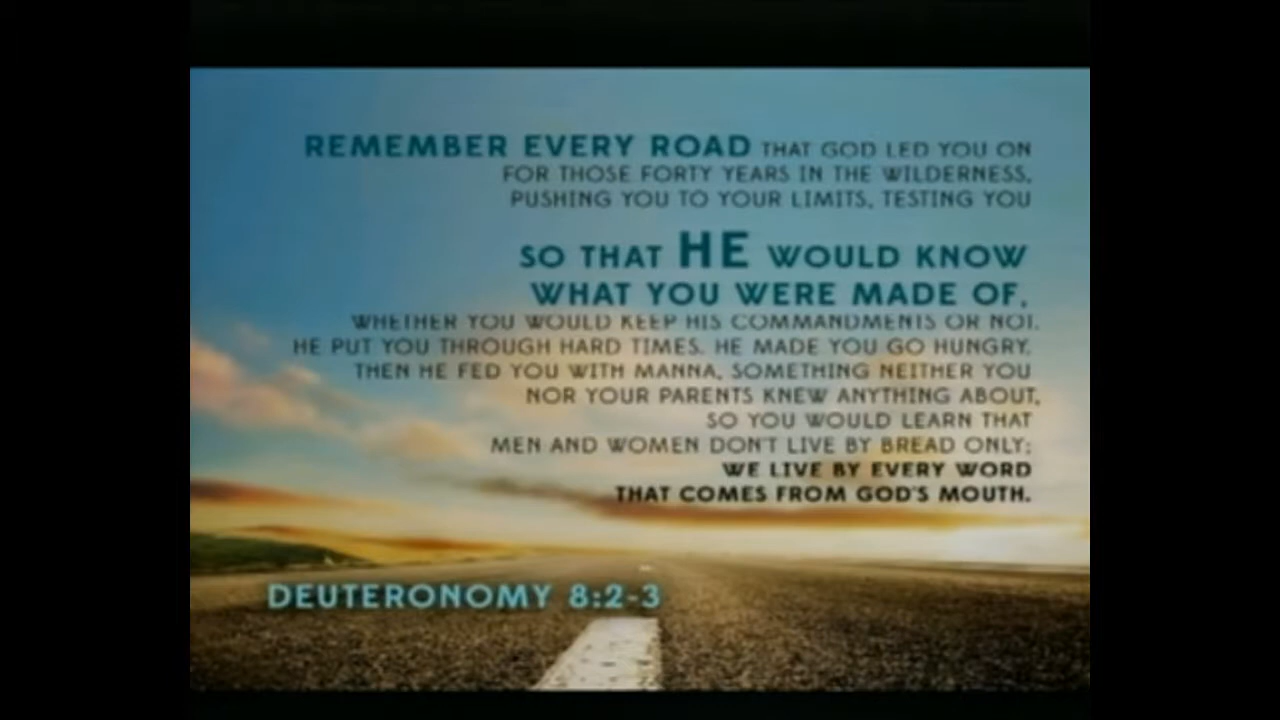 REMEMBER EVERY ROAD THAT GOD LED YOU ON
FOR THOSE FORTY YEARS IN THE WILDERNESS,
PUSHING YOU TO YOUR LIMITS, TESTING YOU
SO THAT HE WOULD KNOW
WHAT YOU WERE MADE OF,
WHETHER YOU WOULD KEEP HIS COMMANDMENTS OR NOT.
HE PUT YOU THROUGH HARD TIMES. HE MADE YOU GO HUNGRY.
THEN HE FED YOU WITH MANNA, SOMETHING NEITHER YOU
NOR YOUR PARENTS KNEW ANYTHING ABOUT,
SO YOU WOULD LEARN THAT
MEN AND WOMEN DON'T LIVE BY BREAD ONLY;
WE LIVE BY EVERY WORD
THAT COMES FROM GOD'S MOUTH.
DEUTERONOMY 8:2-3